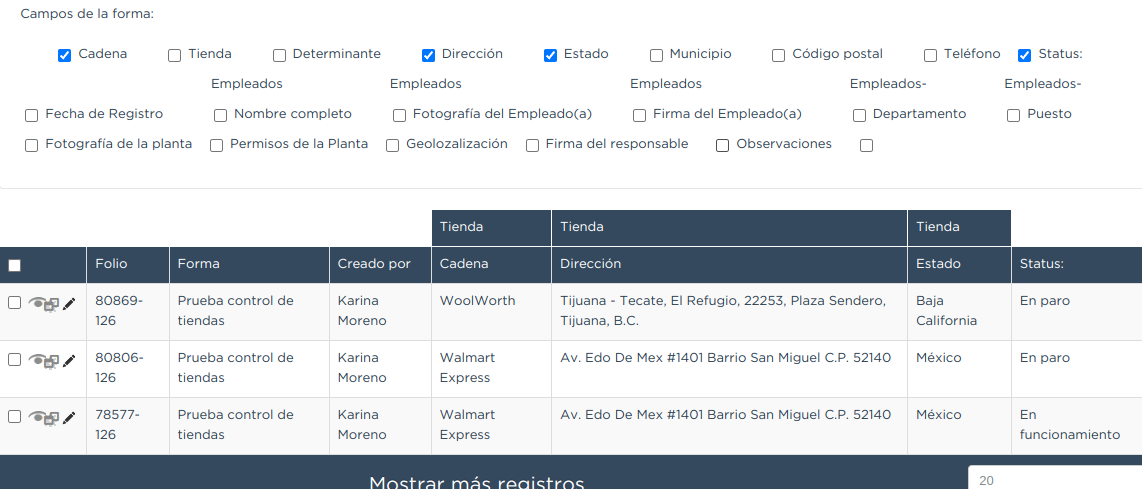 Campos de la forma:
Cadena Tienda Determinante Dirección Estado Municipio Código postal Teléfono Status:
Empleados Empleados Empleados Empleados- Empleados-
Fecha de Registro Nombre completo Fotografía del Empleado(a) Firma del Empleado(a) Departamento Puesto
Fotografía de la planta Permisos de la Planta Geolozalización Firma del responsable Observaciones
Tienda Tienda Tienda
Folio Forma Creado por Cadena Dirección Estado Status:
80869- Prueba control de Karina WoolWorth Tijuana - Tecate, El Refugio, 22253, Plaza Sendero, Baja En paro
126 tiendas Moreno Tijuana, B.C. California
80806- Prueba control de Karina Walmart Av. Edo De Mex #1401 Barrio San Miguel C.P. 52140 México En paro
126 tiendas Moreno Express
78577- Prueba control de Karina Walmart Av. Edo De Mex #1401 Barrio San Miguel C.P. 52140 México En
126 tiendas Moreno Express funcionamiento
Mostrar más registros 20